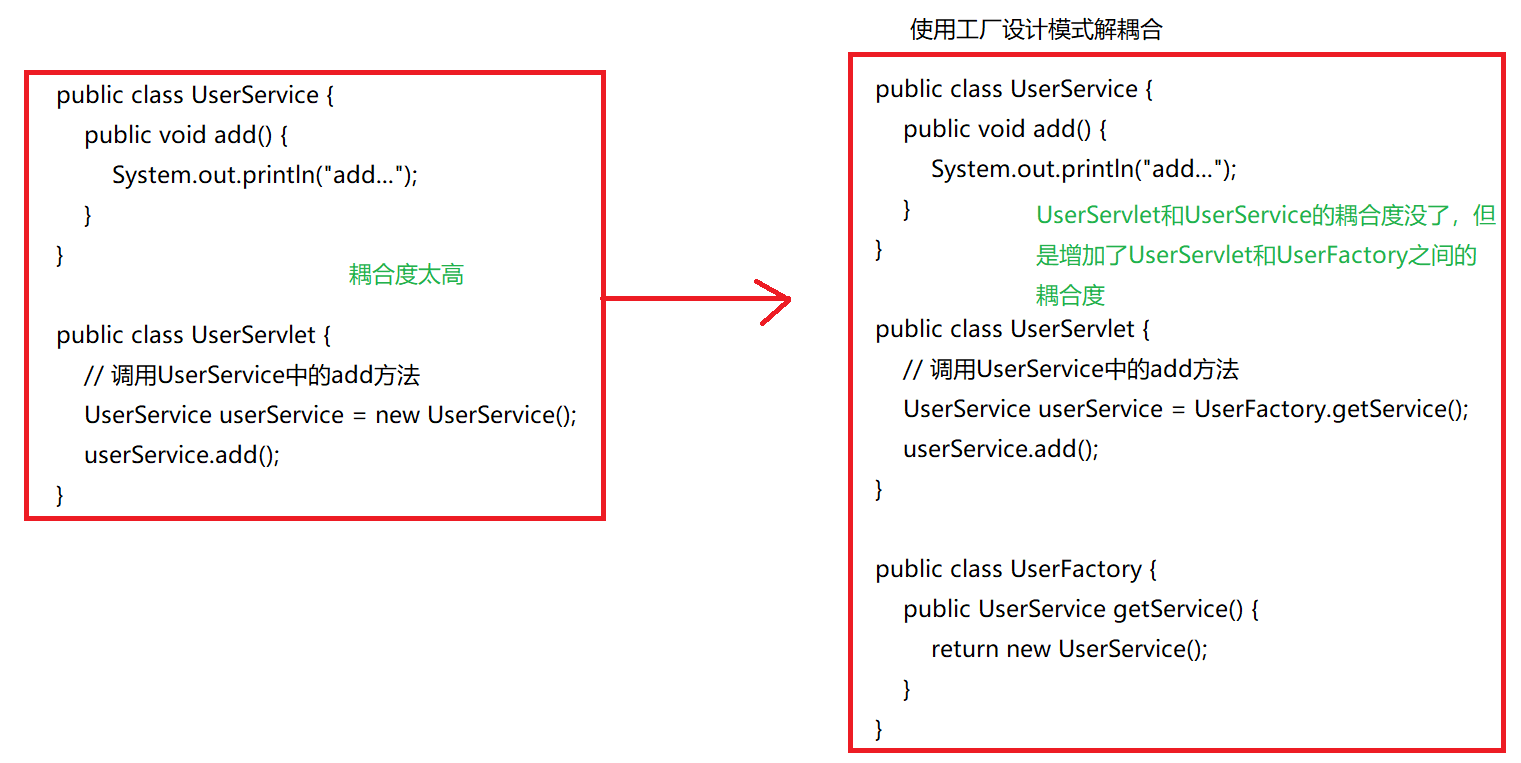 public class UserService {
public void add() {
System.out.println("add...");
}
}
耦合度太高
public class UserServlet {
// 调用UserService中的add方法
UserService userService = new UserService();
userService.add();
}
使用工厂设计模式解耦合
public class UserService {
public void add() {
System.out.println("add...");
}
}
UserServlet和UserService的耦合度没了，但
是增加了UserServlet和UserFactory之间的
耦合度
public class UserServlet {
// 调用UserService中的add方法
UserService userService = UserFactory.getService();
userService.add();
}
public class UserFactory {
public UserService getService() {
return new UserService();
}
}